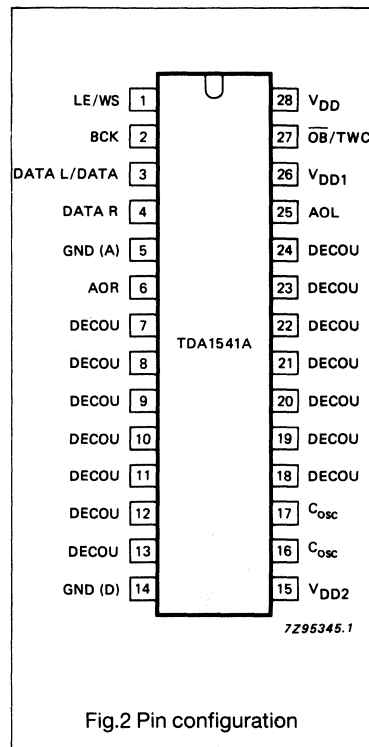 LE/WS 1 28 VDD
BCK 2 27 OB/TWC
DATA L/DATA 3 26 VDD1
DATA R 4 25 AOL
GND (A) 5 24 DECOU
AOR 6 23 DECOU
DECOU 7 22 DECOU
TDA1541A
DECOU 8 21 DECOU
DECOU 9 20 DECOU
DECOU 10 19 DECOU
DECOU 11 18 DECOU
DECOU 12 17 Cosc
DECOU 13 16 Cosc
GND (D) 14 15 VDD2
7Z95345.1
Fig.2 Pin configuration